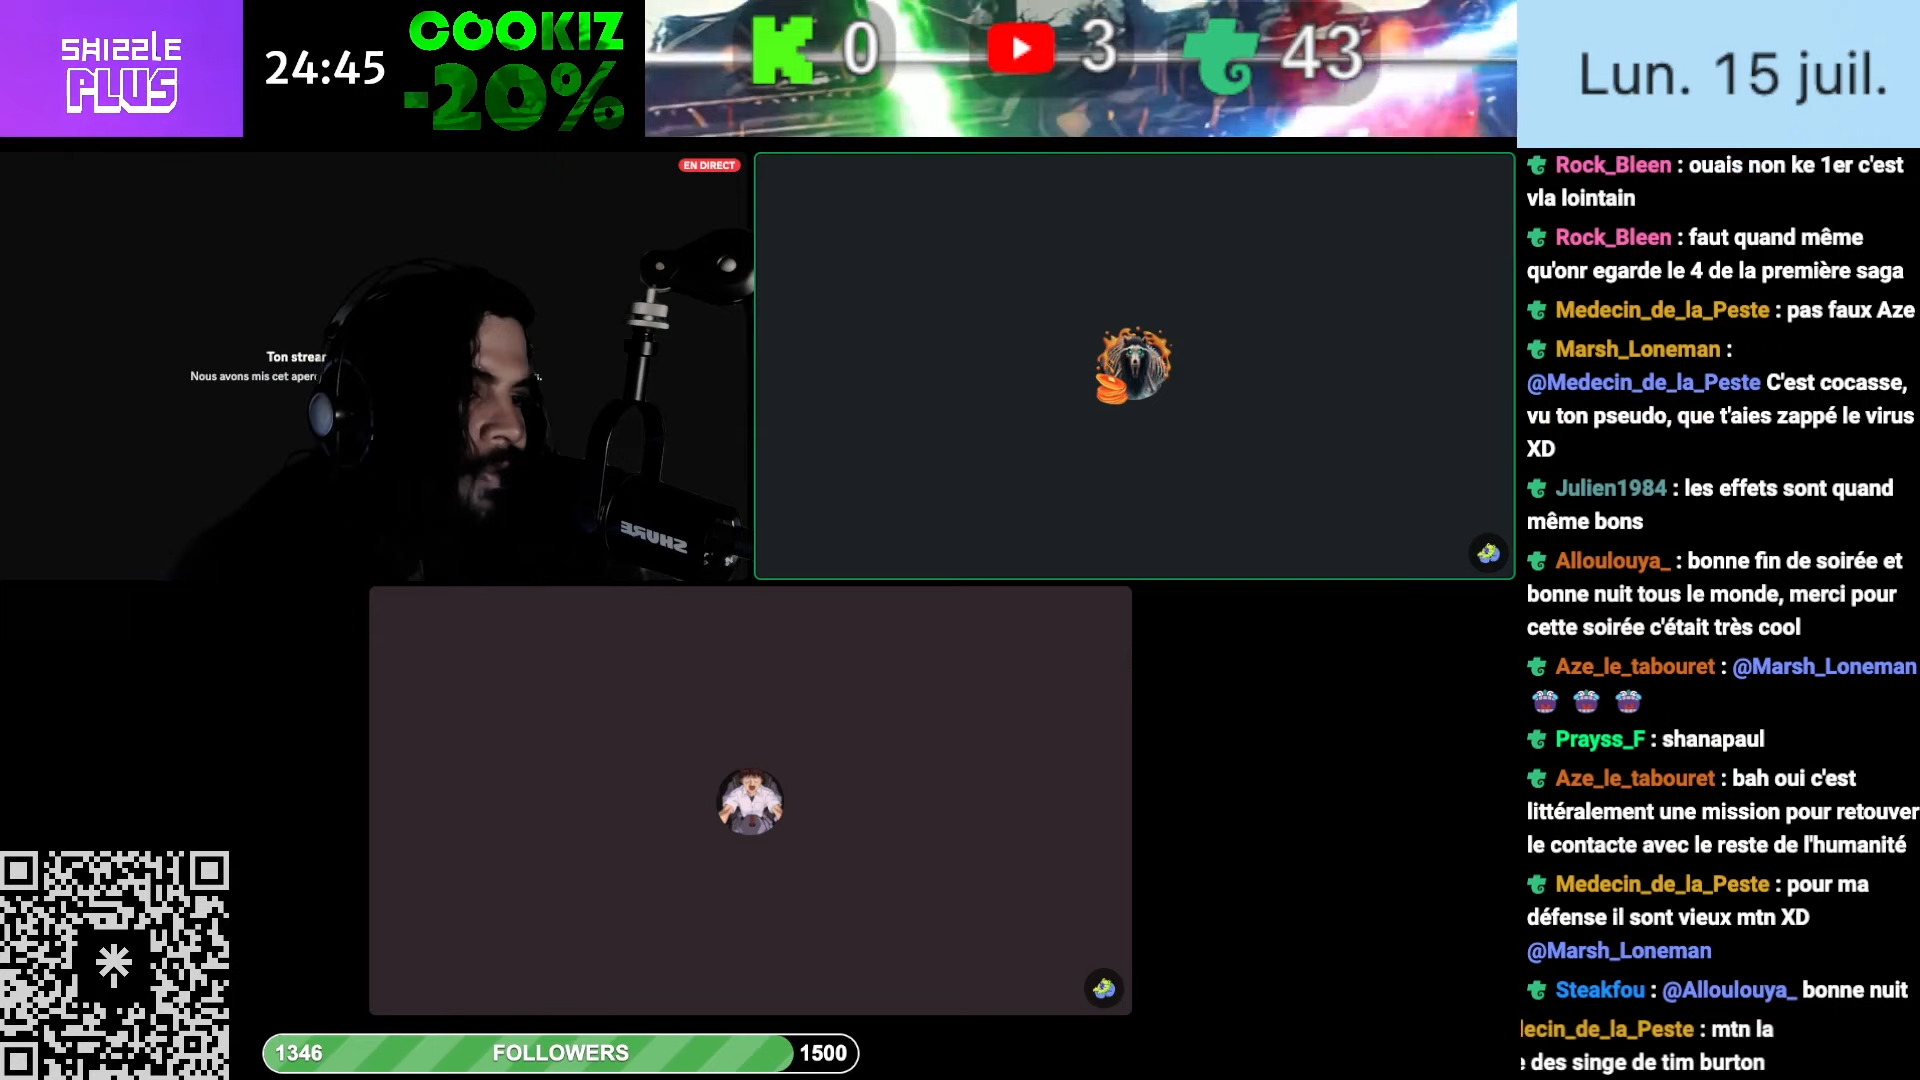 SHIZZLE
PLUS
24:45
COOKIZ
-20%
0
3
43
Lun. 15 juil.
EN DIRECT
Ton strear
Nous avons mis cet aper
SHURE
Rock_Bleen : ouais non ke 1er c'est
vla lointain
Rock_Bleen : faut quand même
qu'onr egarde le 4 de la première saga
Medecin_de_la_Peste : pas faux Aze
Marsh_Loneman :
@Medecin_de_la_Peste C'est cocasse,
vu ton pseudo, que t'aies zappé le virus
XD
Julien1984 : les effets sont quand
même bons
Alloulouya_ : bonne fin de soirée et
bonne nuit tous le monde, merci pour
cette soirée c'était très cool
Aze_le_tabouret : @Marsh_Loneman
Prayss_F : shanapaul
Aze_le_tabouret : bah oui c'est
littéralement une mission pour retouver
le contacte avec le reste de l'humanité
Medecin_de_la_Peste : pour ma
défense il sont vieux mtn XD
@Marsh_Loneman
Steakfou : @Alloulouya_ bonne nuit
lecin_de_la_Peste : mtn la
e des singe de tim burton
1346 FOLLOWERS 1500